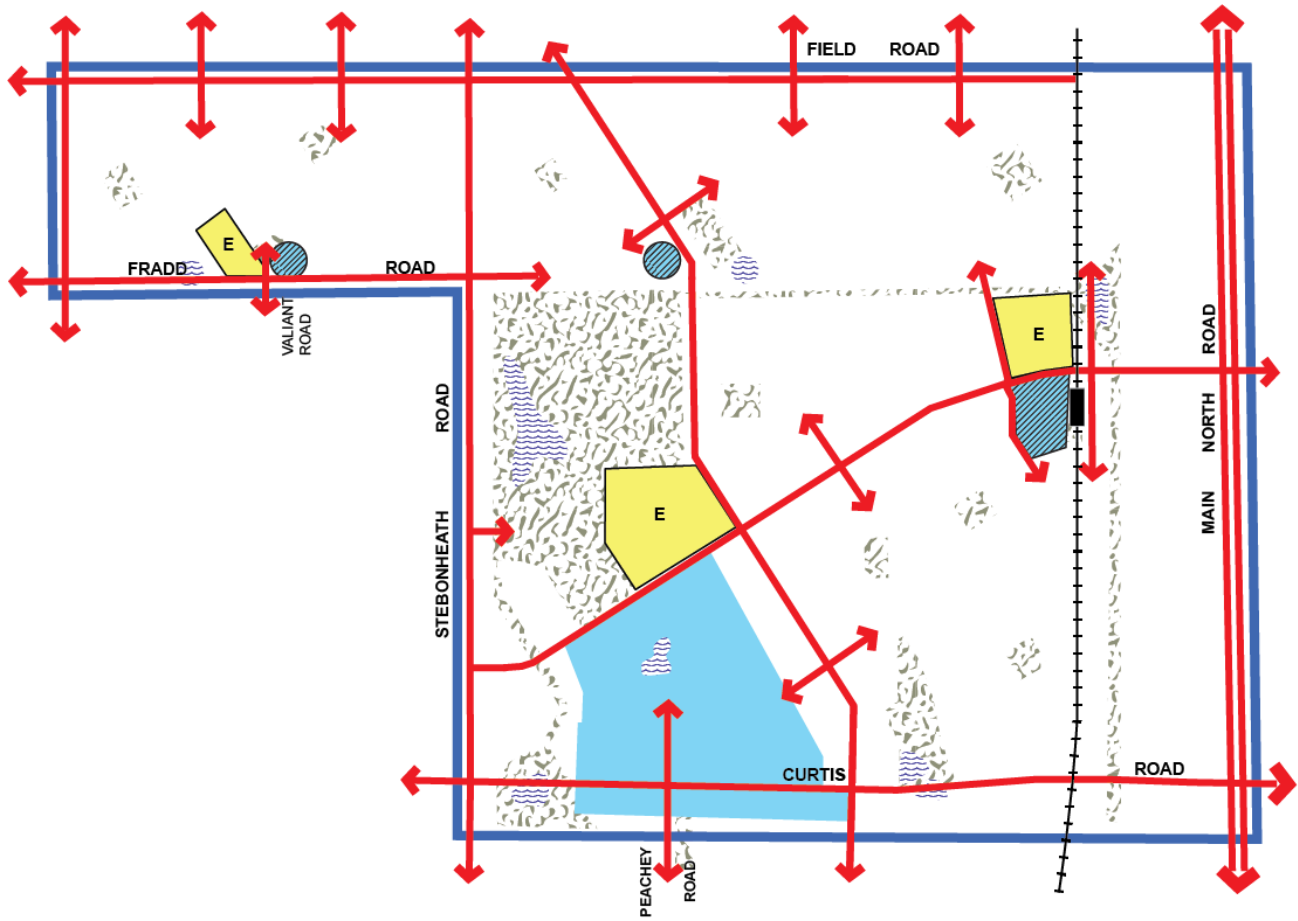 FIELD ROAD
E
FRADD ROAD
VALIANT
ROAD
E
STEBONHEATH ROAD
MAIN NORTH ROAD
E
CURTIS ROAD
PEACHEY
ROAD